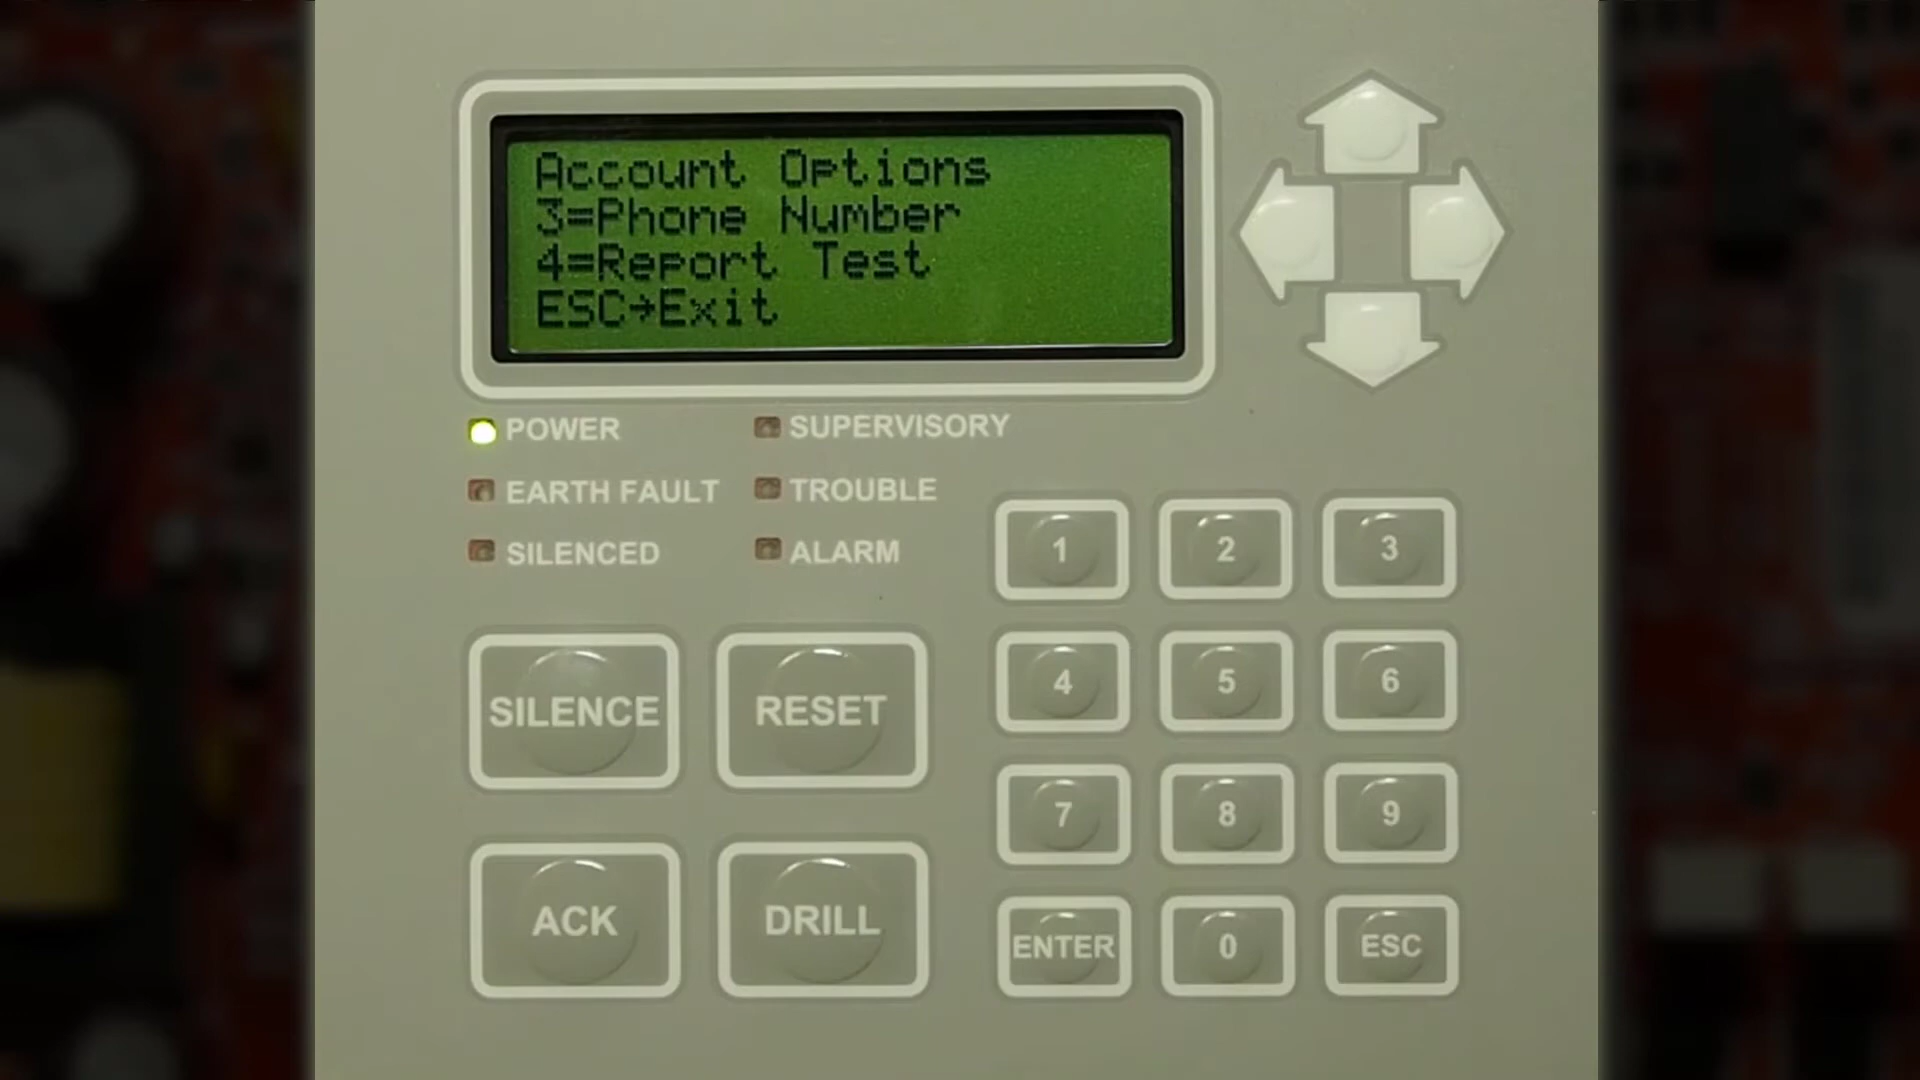 Account Options
3=Phone Number
4=Report Test
ESC→Exit
POWER
SUPERVISORY
EARTH FAULT
TROUBLE
SILENCED
ALARM
1 2 3
SILENCE RESET
4 5 6
7 8 9
ACK DRILL
ENTER 0 ESC